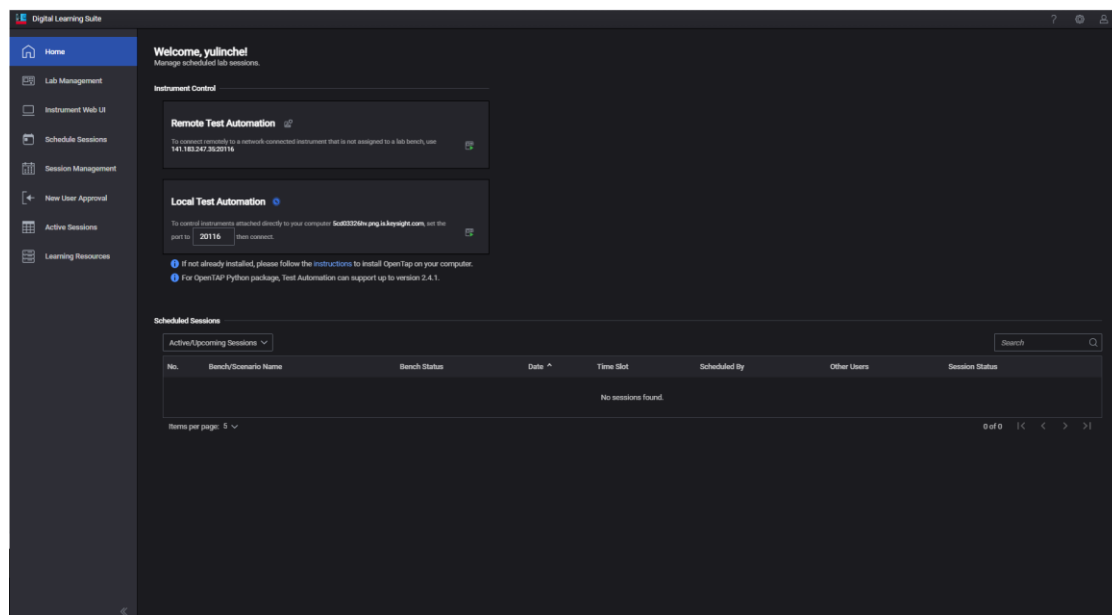 Digital Learning Suite
Home
Lab Management
Instrument Web UI
Schedule Sessions
Session Management
New User Approval
Active Sessions
Learning Resources
Welcome, yulinche!
Manage scheduled lab sessions.
Instrument Control
Remote Test Automation
To connect remotely to a network-connected instrument that is not assigned to a lab bench, use
141.183.247.35:20116
Local Test Automation
To control instruments attached directly to your computer 5cd03326hv.png.is.keysight.com, set the
port to 20116 then connect.
If not already installed, please follow the instructions to install OpenTap on your computer.
For OpenTAP Python package, Test Automation can support up to version 2.4.1.
Scheduled Sessions
Active/Upcoming Sessions
Search
No. Bench/Scenario Name Bench Status Date Time Slot Scheduled By Other Users Session Status
No sessions found.
Items per page: 5
0 of 0